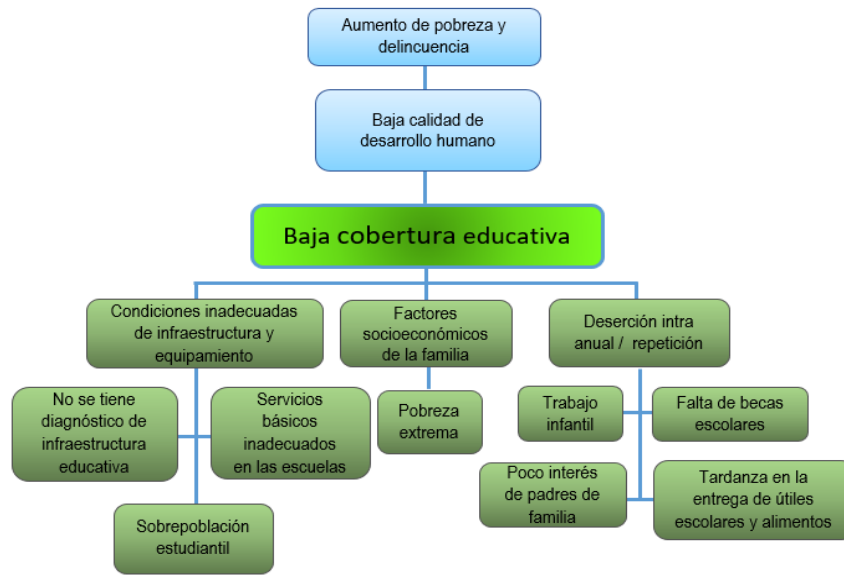 Aumento de pobreza y
delincuencia
Baja calidad de
desarrollo humano
Baja cobertura educativa
Condiciones inadecuadas
de infraestructura y
equipamiento
Factores
socioeconómicos
de la familia
Deserción intra
anual / repetición
No se tiene
diagnóstico de
infraestructura
educativa
Servicios
básicos
inadecuados
en las escuelas
Pobreza
extrema
Trabajo
infantil
Falta de becas
escolares
Sobrepoblación
estudiantil
Poco interés
de padres de
familia
Tardanza en la
entrega de útiles
escolares y alimentos